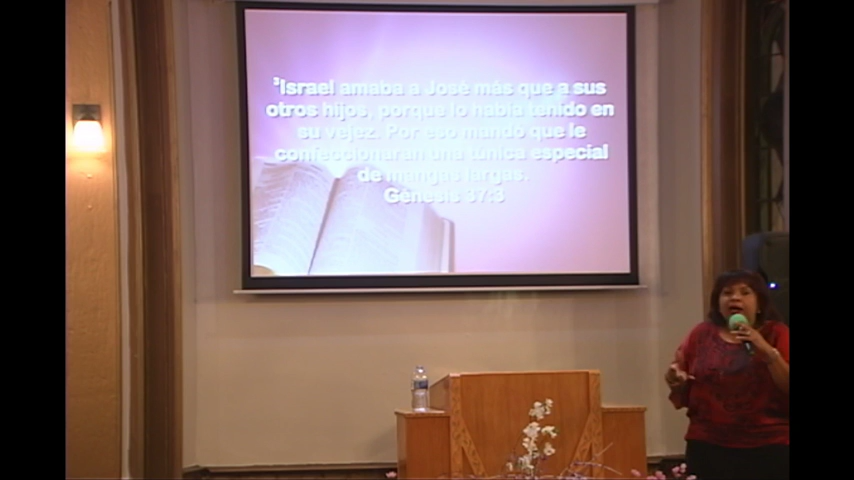 ³Israel amaba a José más que a sus
otros hijos, porque lo había tenido en
su vejez. Por eso mandó que le
confeccionaran una túnica especial
de mangas largas.
Génesis 37:3